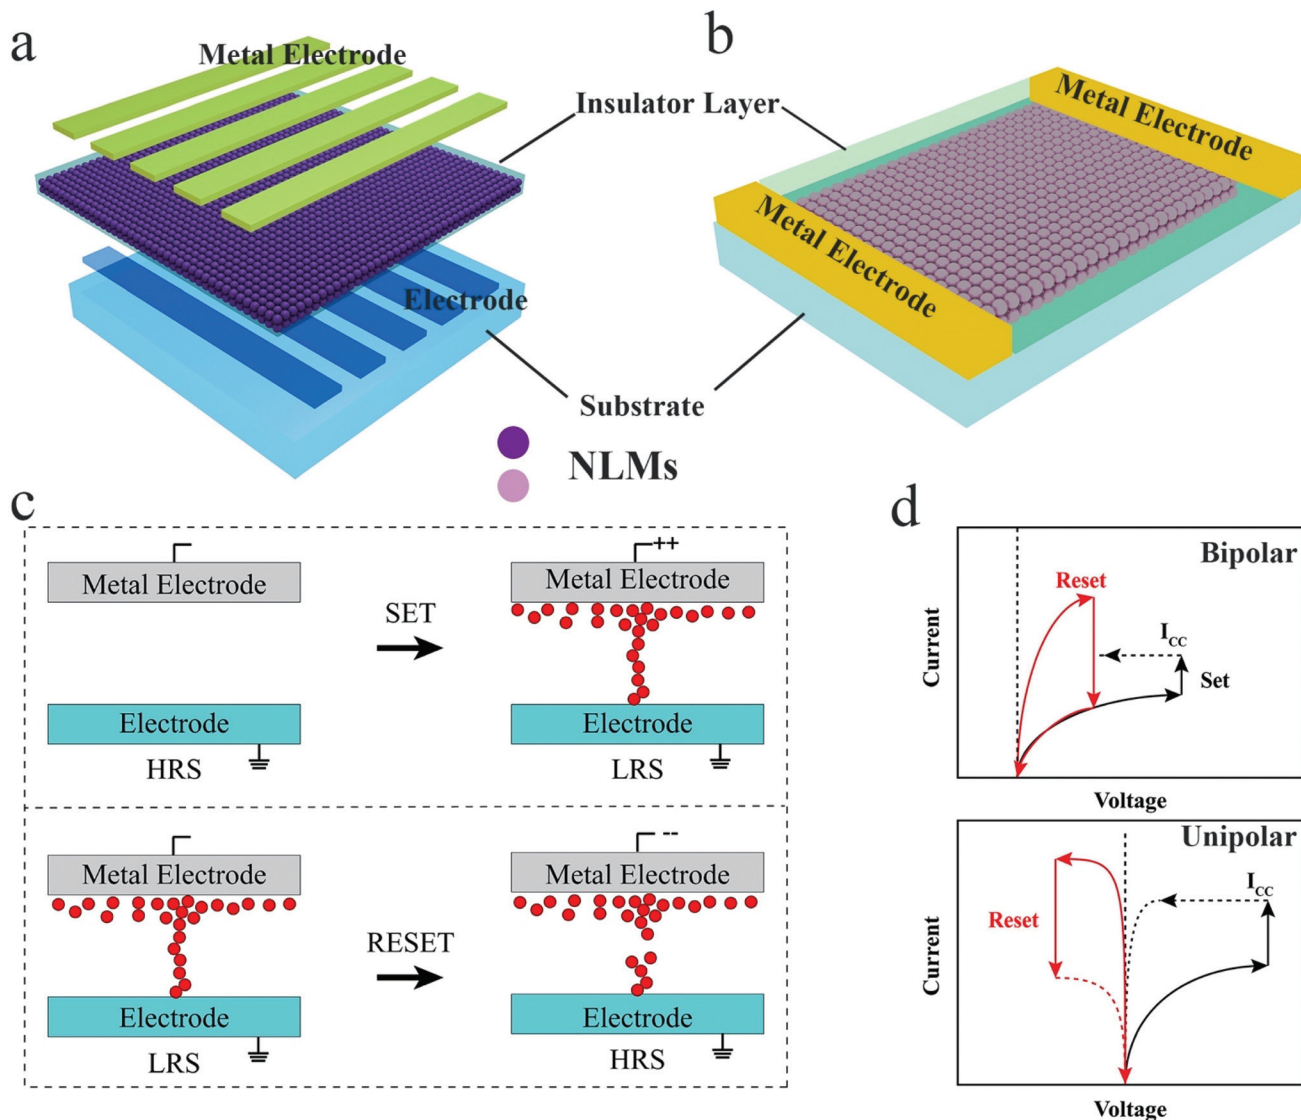 a
Metal Electrode
Insulator Layer
Electrode
Substrate
NLMs
b
Metal Electrode
Metal Electrode
c
Metal Electrode
Electrode
HRS
SET
++
Metal Electrode
Electrode
LRS
Metal Electrode
Electrode
LRS
RESET
--
Metal Electrode
Electrode
HRS
d
Bipolar
Reset
Icc
Set
Current
Voltage
Unipolar
Icc
Reset
Current
Voltage